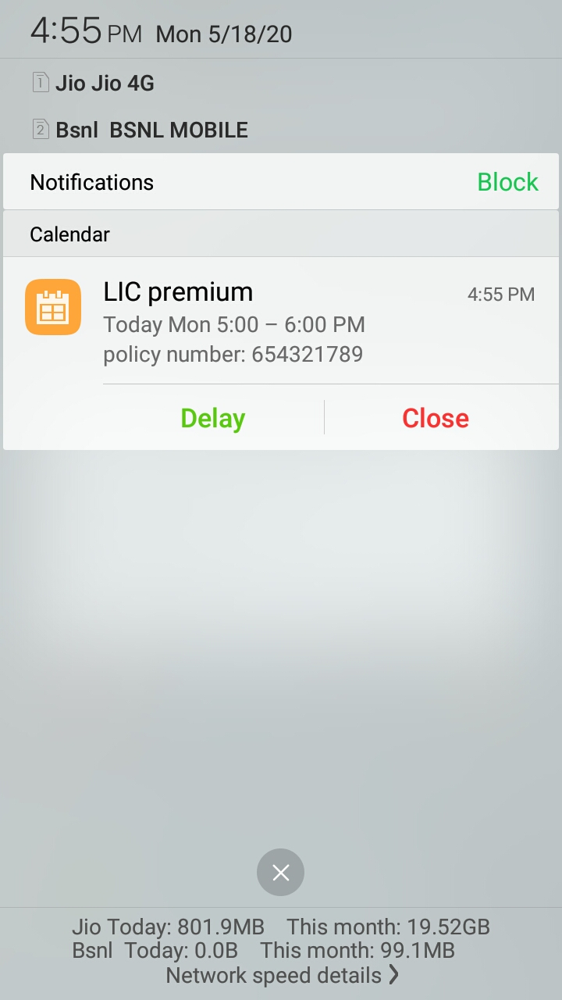 4:55 PM Mon 5/18/20
1 Jio Jio 4G
2 Bsnl BSNL MOBILE
Notifications Block
Calendar
LIC premium 4:55 PM
Today Mon 5:00 – 6:00 PM
policy number: 654321789
Delay Close
Jio Today: 801.9MB This month: 19.52GB
Bsnl Today: 0.0B This month: 99.1MB
Network speed details